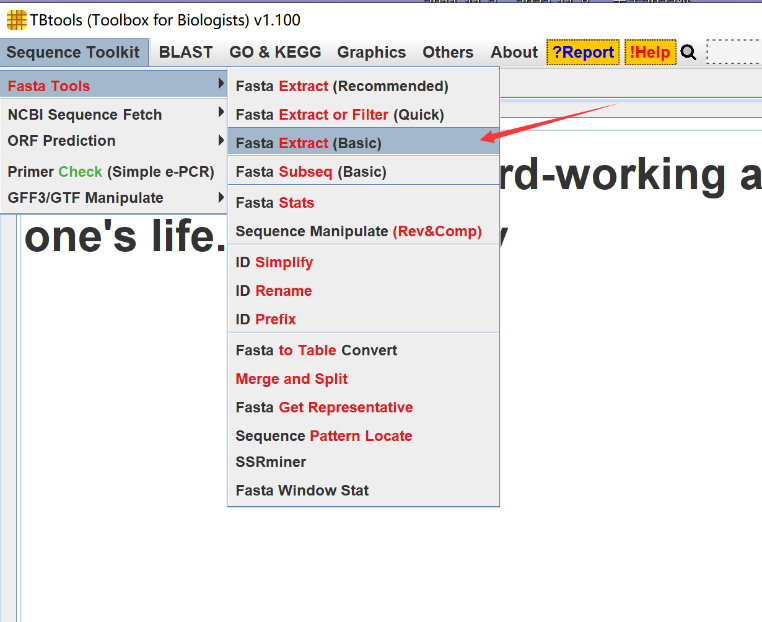 TBtools (Toolbox for Biologists) v1.100
Sequence Toolkit BLAST GO & KEGG Graphics Others About ?Report !Help
Fasta Tools
NCBI Sequence Fetch
ORF Prediction
Primer Check (Simple e-PCR)
GFF3/GTF Manipulate
Fasta Extract (Recommended)
Fasta Extract or Filter (Quick)
Fasta Extract (Basic)
Fasta Subseq (Basic)
Fasta Stats
Sequence Manipulate (Rev&Comp)
ID Simplify
ID Rename
ID Prefix
Fasta to Table Convert
Merge and Split
Fasta Get Representative
Sequence Pattern Locate
SSRminer
Fasta Window Stat
rd-working a
one's life.